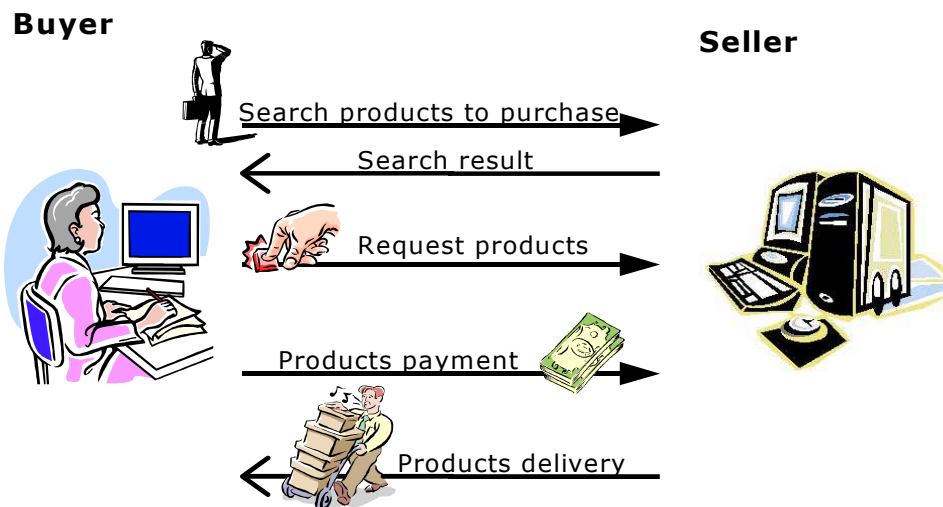 Buyer
Seller
Search products to purchase
Search result
Request products
Products payment
Products delivery